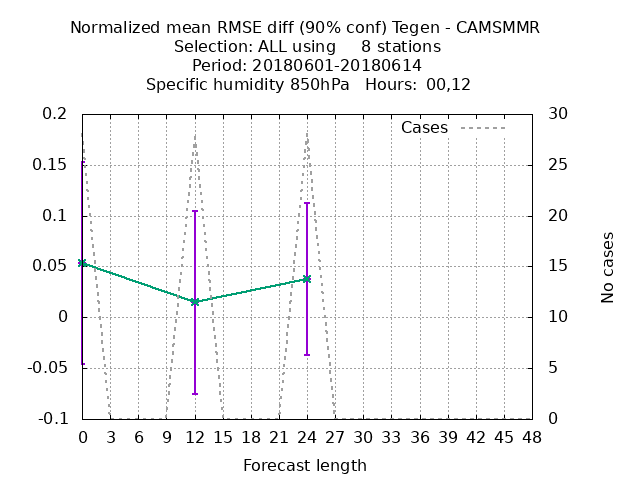 Normalized mean RMSE diff (90% conf) Tegen - CAMSMMR
Selection: ALL using     8 stations
Period: 20180601-20180614
Specific humidity 850hPa   Hours:  00,12
Cases
0.2
0.15
0.1
0.05
0
-0.05
-0.1
30
25
20
15
10
5
0
No cases
0 3 6 9 12 15 18 21 24 27 30 33 36 39 42 45 48
Forecast length